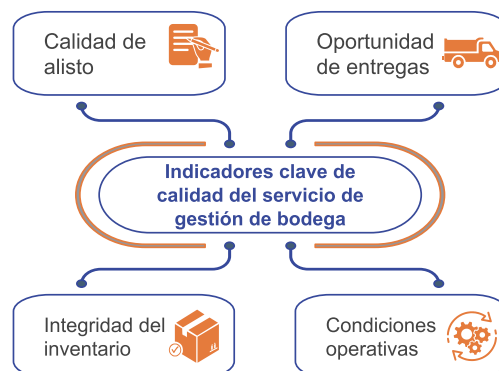 Calidad de
alisto
Oportunidad
de entregas
Indicadores clave de
calidad del servicio de
gestión de bodega
Integridad del
inventario
Condiciones
operativas